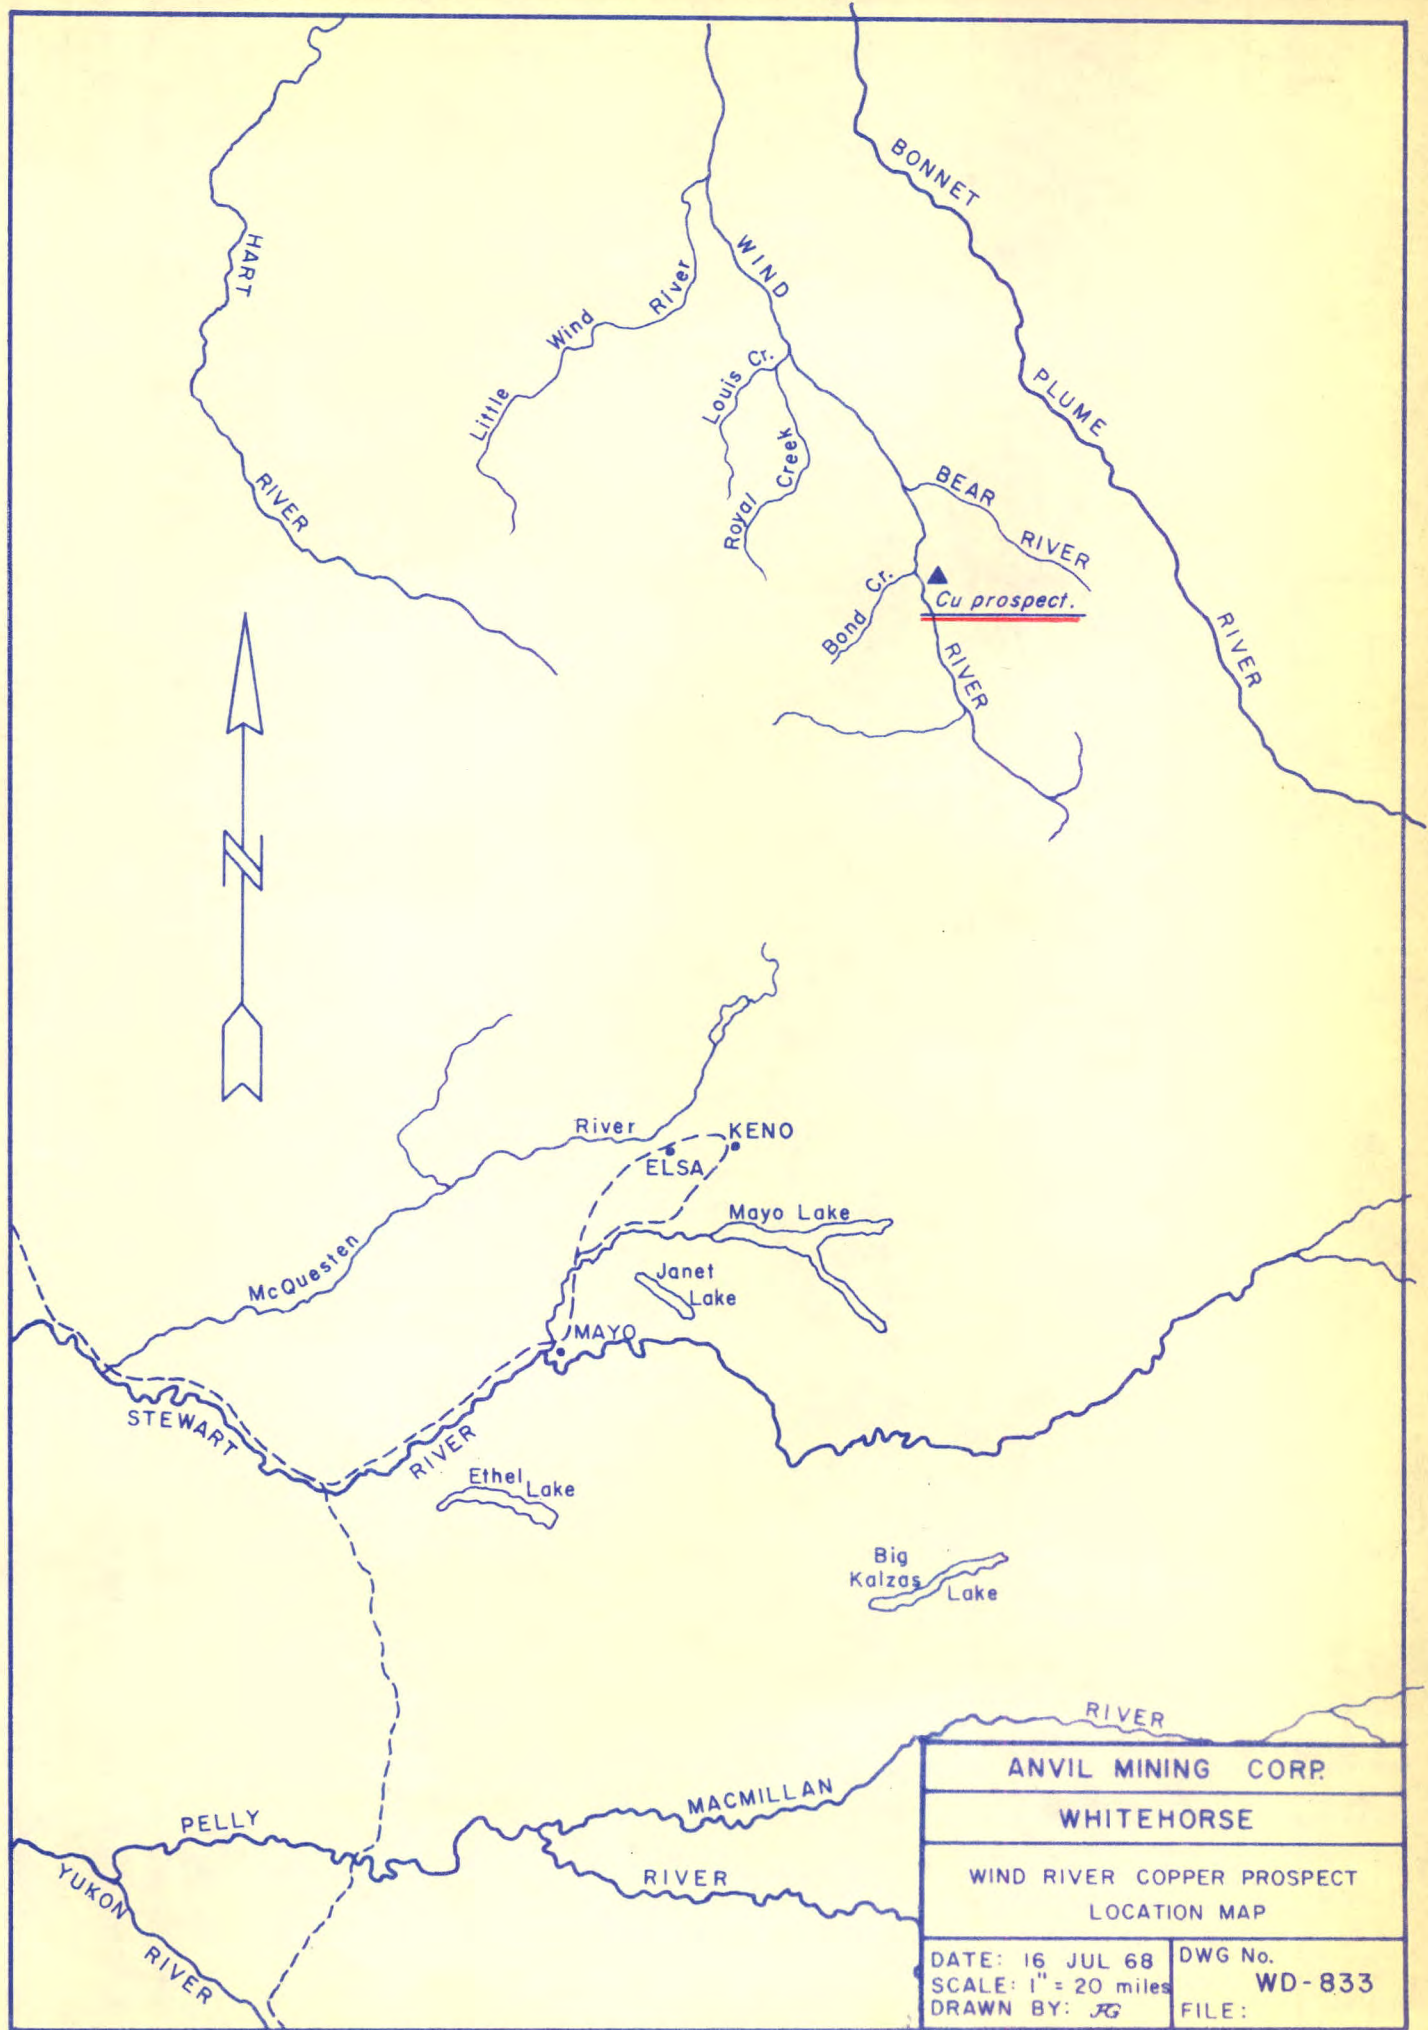 BONNET
PLUME
RIVER
HART
RIVER
WIND
RIVER
Little Wind River
Louis Cr.
Royal Creek
BEAR
RIVER
Bond Cr.
Cu prospect.
N
McQuesten River
KENO
ELSA
Mayo Lake
Janet
Lake
MAYO
STEWART
RIVER
Ethel
Lake
Big
Kalzas
Lake
MACMILLAN
RIVER
PELLY
RIVER
YUKON
RIVER
ANVIL MINING CORP.
WHITEHORSE
WIND RIVER COPPER PROSPECT
LOCATION MAP
DATE: 16 JUL 68
SCALE: 1" = 20 miles
DRAWN BY:
DWG No.
WD-833
FILE: